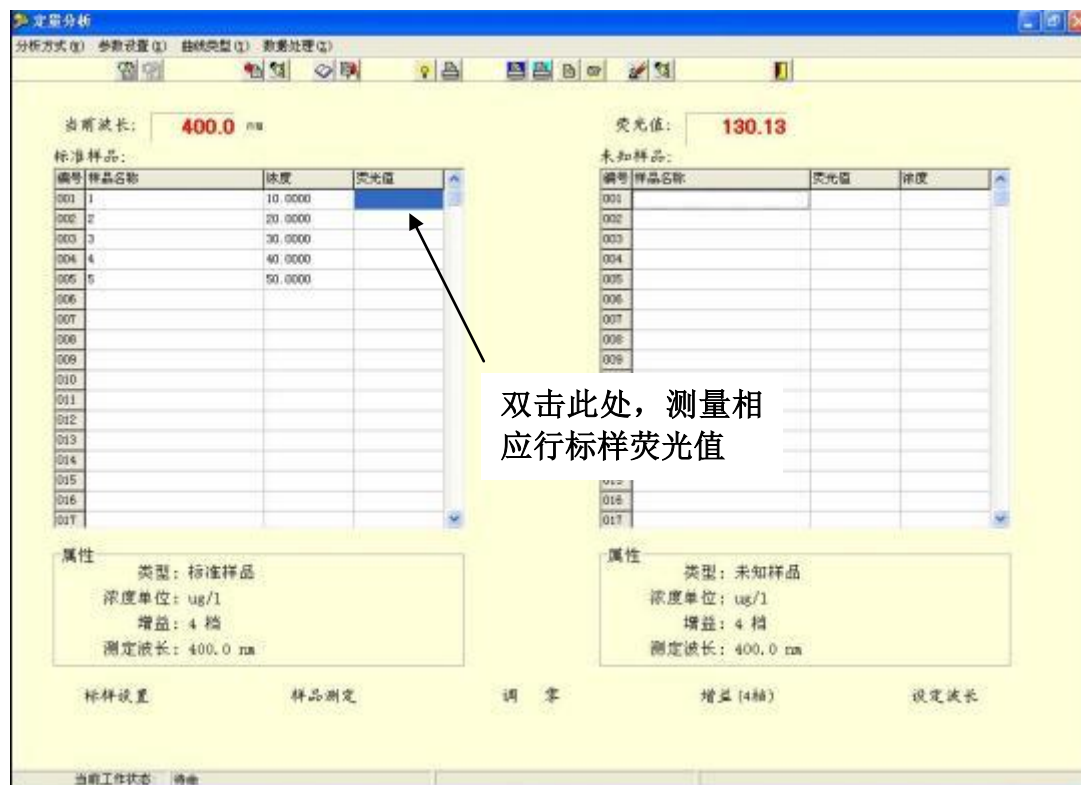 定量分析
分析方式(X) 参数设置(X) 曲线类型(X) 数据处理(Z)
当前波长: 400.0 nm 荧光值: 130.13
标准样品: 未知样品:
编号 样品名称 浓度 荧光值 编号 样品名称 荧光值 浓度
001 1 10.0000 001
002 2 20.0000 002
003 3 30.0000 003
004 4 40.0000 004
005 5 50.0000 005
006 006
007 007
008 008
009 009
010
011
双击此处，测量相
012
013
应行标样荧光值
014
015 015
016 016
017 017
属性 属性
类型: 标准样品 类型: 未知样品
浓度单位: ug/l 浓度单位: ug/l
增益: 4 档 增益: 4 档
测定波长: 400.0 nm 测定波长: 400.0 nm
标样设置 样品测定 调 零 增益(4档) 设定波长
当前工作状态: 待命